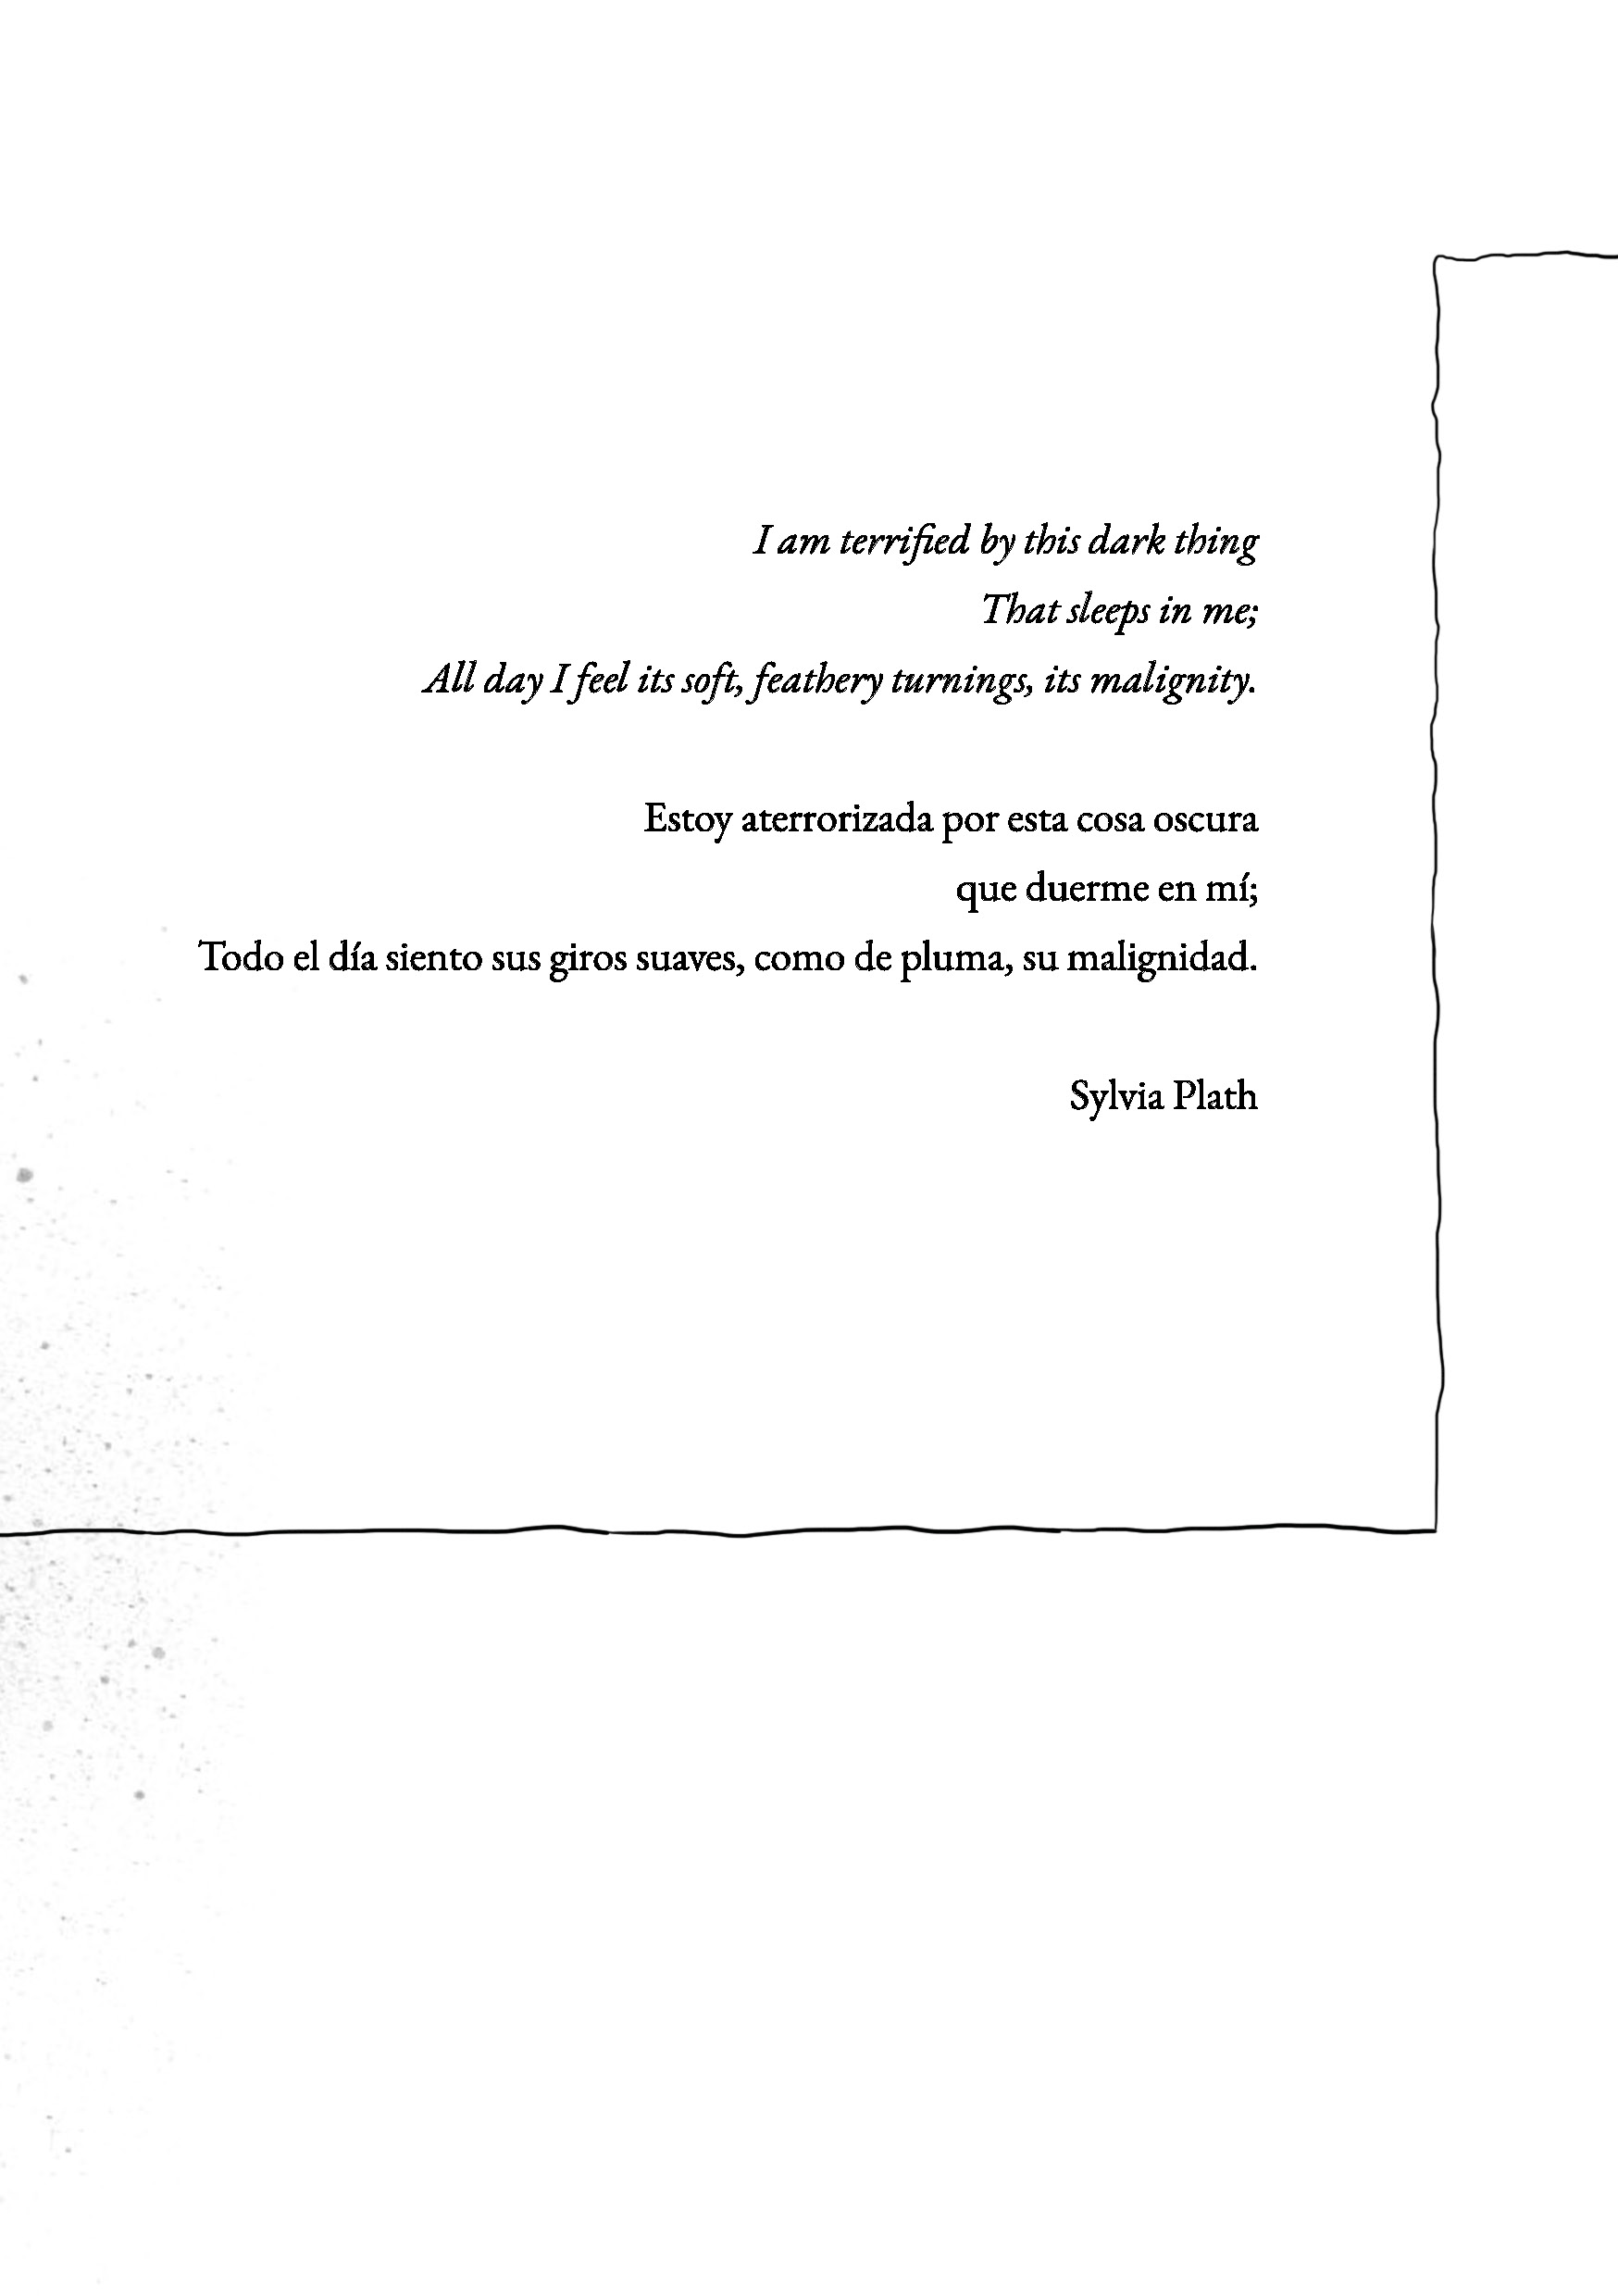 I am terrified by this dark thing
That sleeps in me;
All day I feel its soft, feathery turnings, its malignity.
Estoy aterrorizada por esta cosa oscura
que duerme en mí;
Todo el día siento sus giros suaves, como de pluma, su malignidad.
Sylvia Plath